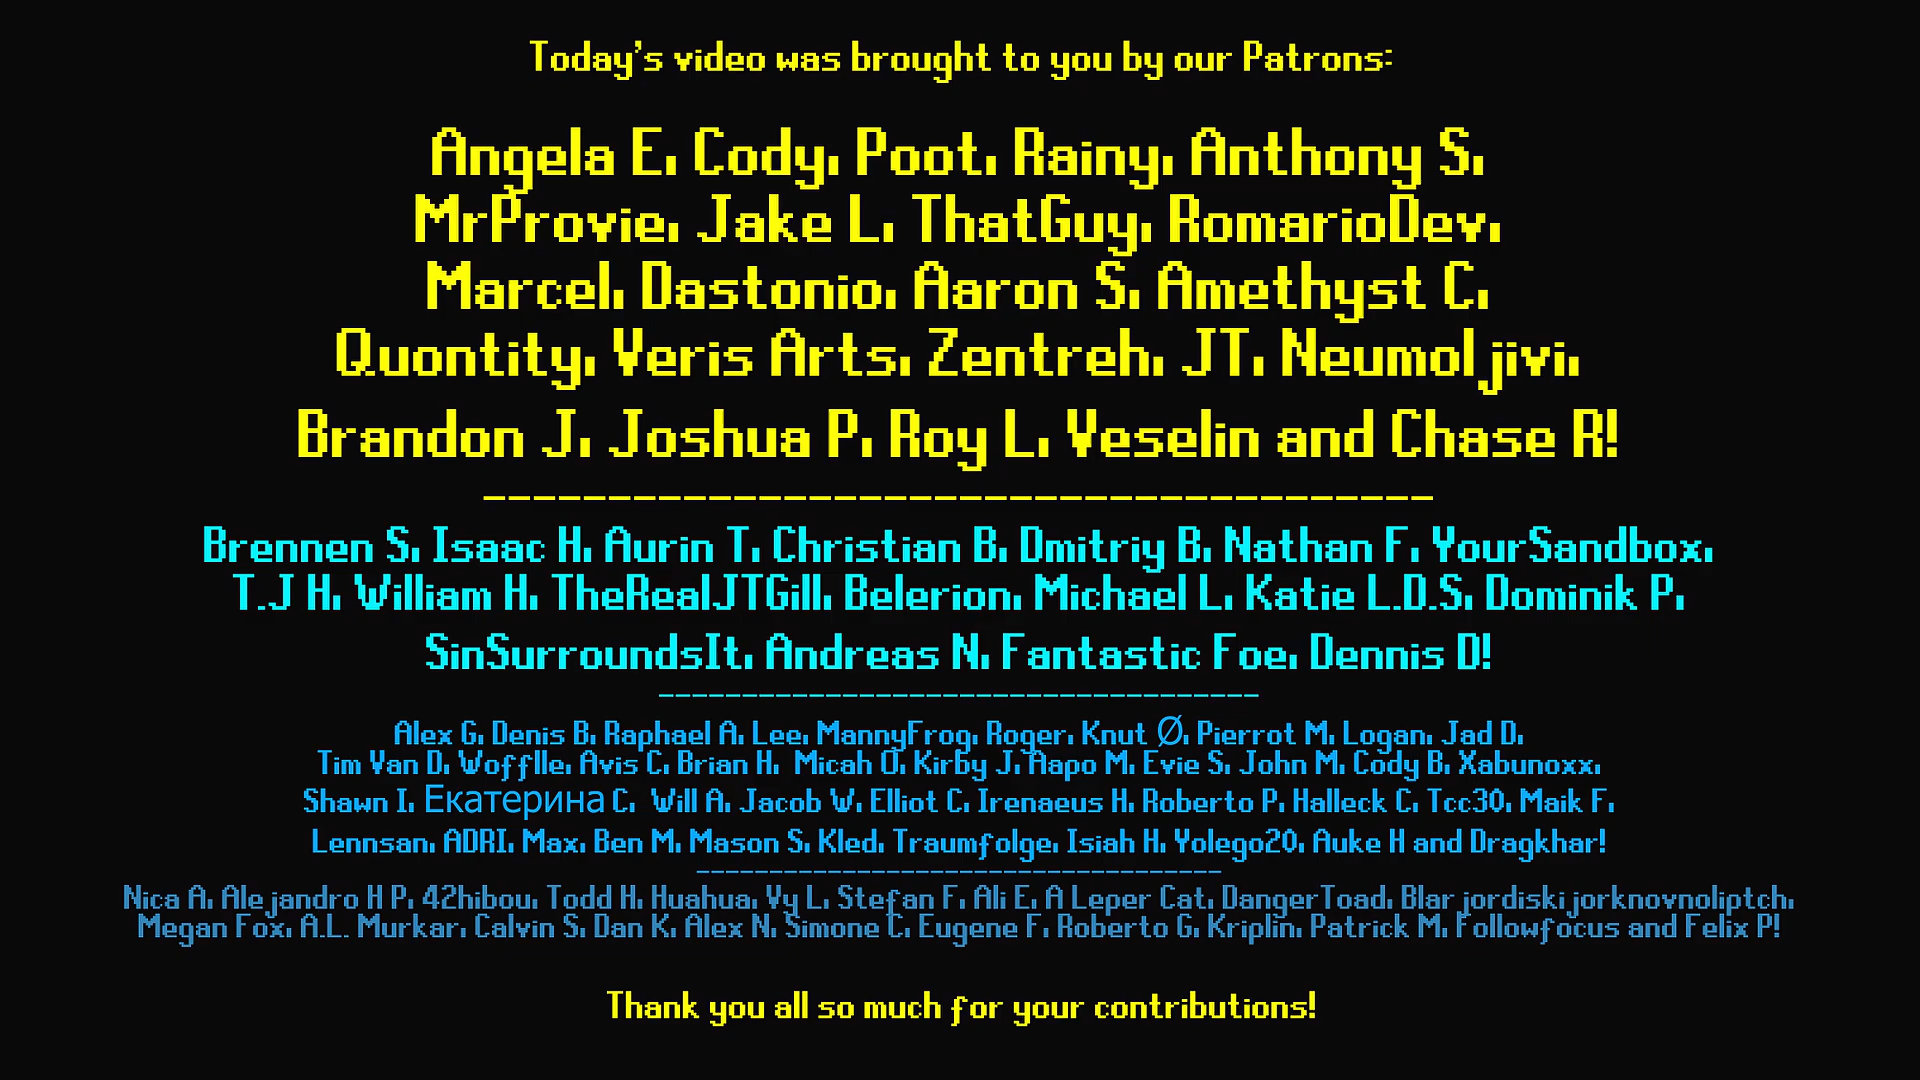 Today's video was brought to you by our Patrons:
Angela E, Cody, Poot, Rainy, Anthony S,
MrProvie, Jake L, ThatGuy, RomarioDev,
Marcel, Dastonio, Aaron S, Amethyst C,
Quontity, Veris Arts, Zentreh, JT, Neumoljivi,
Brandon J, Joshua P, Roy L, Veselin and Chase R!
--------------------------------------
Brennen S, Isaac H, Aurin T, Christian B, Dmitriy B, Nathan F, YourSandbox,
T.J H, William H, TheRealJTGill, Belerion, Michael L, Katie L.D.S, Dominik P,
SinSurroundsIt, Andreas N, Fantastic Foe, Dennis D!
-----------------------------------
Alex G, Denis B, Raphael A, Lee, MannyFrog, Roger, Knut Ø, Pierrot M, Logan, Jad D,
Tim Van D, Wofflle, Avis C, Brian H,  Micah O, Kirby J, Aapo M, Evie S, John M, Cody B, Xabunoxx,
Shawn I, Екатерина C,  Will A, Jacob W, Elliot C, Irenaeus H, Roberto P, Halleck C, Tcc30, Maik F,
Lennsan, ADRI, Max, Ben M, Mason S, Kled, Traumfolge, Isiah H, Yolego20, Auke H and Dragkhar!
-----------------------------------
Nica A, Alejandro H P, 42hibou, Todd H, Huahua, Vy L, Stefan F, Ali E, A Leper Cat, DangerToad, Blarjordiskijorknovnoliptch,
Megan Fox, A.L. Murkar, Calvin S, Dan K, Alex N, Simone C, Eugene F, Roberto G, Kriplin, Patrick M, Followfocus and Felix P!
Thank you all so much for your contributions!